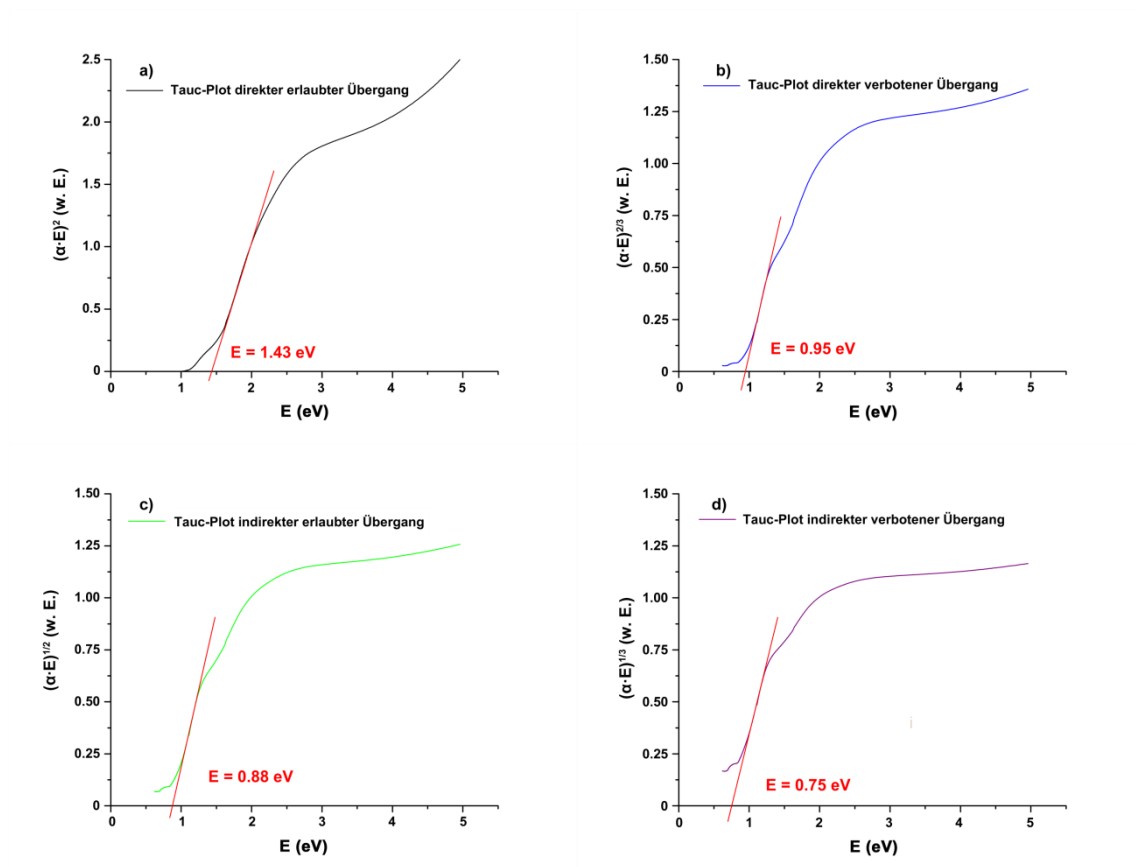 a)
Tauc-Plot direkter erlaubter Übergang
2.5
2.0
1.5
1.0
0.5
0
(α·E)² (w. E.)
E = 1.43 eV
0 1 2 3 4 5
E (eV)
b)
Tauc-Plot direkter verbotener Übergang
1.50
1.25
1.00
0.75
0.50
0.25
0
(α·E)²/³ (w. E.)
E = 0.95 eV
0 1 2 3 4 5
E (eV)
c)
Tauc-Plot indirekter erlaubter Übergang
1.50
1.25
1.00
0.75
0.50
0.25
0
(α·E)¹/² (w. E.)
E = 0.88 eV
0 1 2 3 4 5
E (eV)
d)
Tauc-Plot indirekter verbotener Übergang
1.50
1.25
1.00
0.75
0.50
0.25
0
(α·E)¹/³ (w. E.)
i
E = 0.75 eV
0 1 2 3 4 5
E (eV)